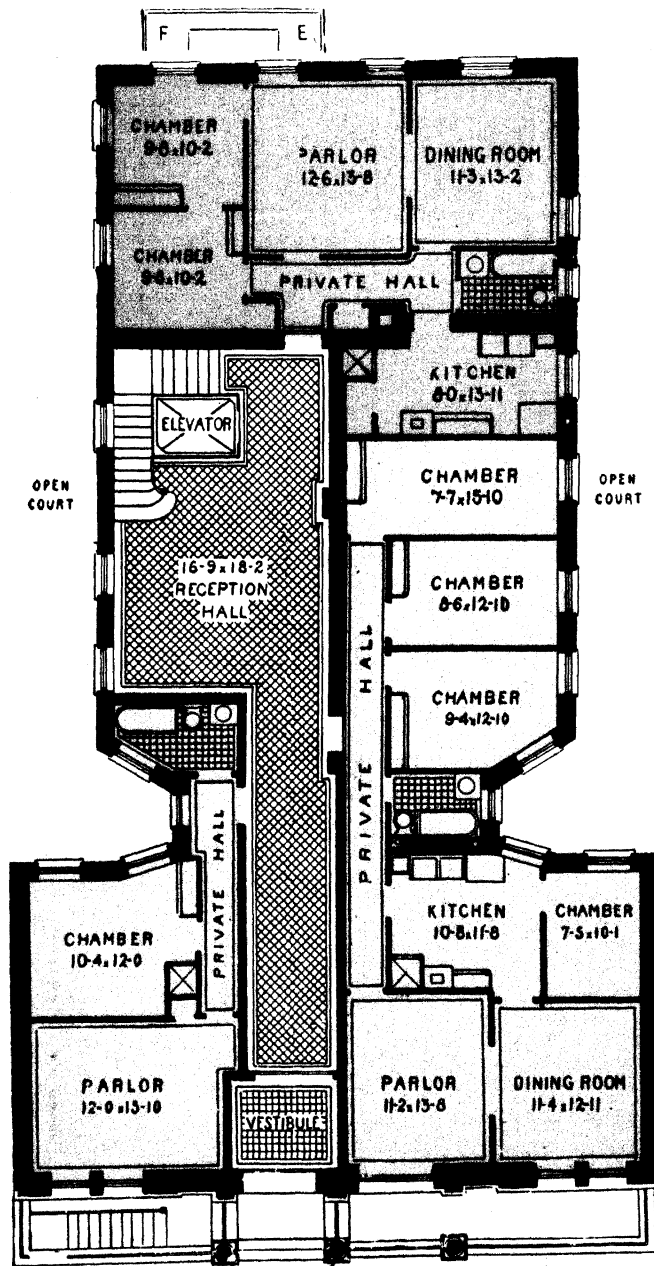 F E
CHAMBER
9-8x10-2
PARLOR
12-6x13-8
DINING ROOM
11-3x13-2
CHAMBER
9-8x10-2
PRIVATE HALL
KITCHEN
8-0x13-11
ELEVATOR
OPEN
COURT
CHAMBER
7-7x15-10
OPEN
COURT
16-9x18-2
RECEPTION
HALL
CHAMBER
8-6x12-10
CHAMBER
9-4x12-10
PRIVATE HALL
PRIVATE HALL
CHAMBER
10-4x12-0
KITCHEN
10-8x11-8
CHAMBER
7-5x10-1
PARLOR
12-0x13-10
VESTIBULE
PARLOR
11-2x13-8
DINING ROOM
11-4x12-11